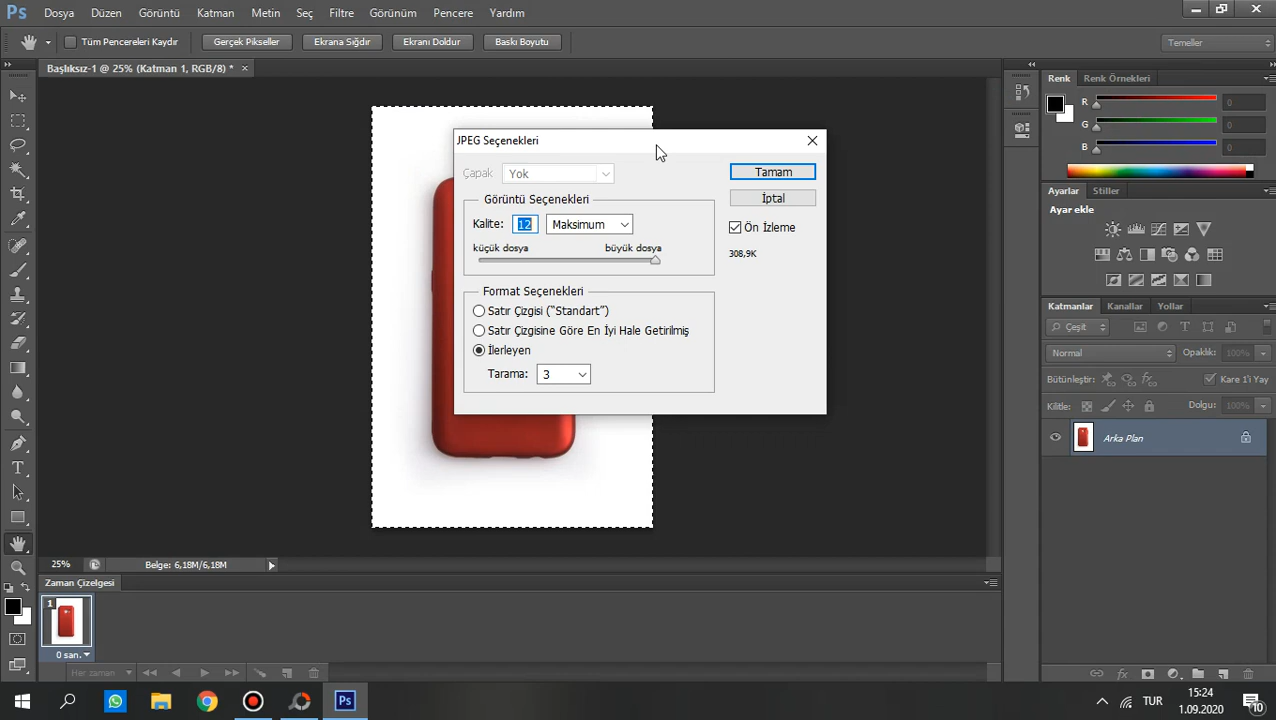 Ps Dosya Düzen Görüntü Katman Metin Seç Filtre Görünüm Pencere Yardım
Tüm Pencereleri Kaydır Gerçek Pikseller Ekrana Sığdır Ekranı Doldur Baskı Boyutu Temeller
Başlıksız-1 @ 25% (Katman 1, RGB/8) * ×
JPEG Seçenekleri
Çapak Yok
Tamam
Görüntü Seçenekleri
İptal
Kalite: 12 Maksimum
Ön İzleme
küçük dosya büyük dosya
308,9K
Format Seçenekleri
Satır Çizgisi ("Standart")
Satır Çizgisine Göre En İyi Hale Getirilmiş
İlerleyen
Tarama: 3
Renk Renk Örnekleri
R 0
G 0
B 0
Ayarlar Stiller
Ayar ekle
Katmanlar Kanallar Yollar
Çeşit
Normal Opaklık: 100%
Bütünleştir: Kare 1'i Yay
Kilitle: Dolgu: 100%
Arka Plan
25% Belge: 6,18M/6,18M
Zaman Çizelgesi
1
0 san.
Her zaman
Ps TUR 15:24
1.09.2020 10